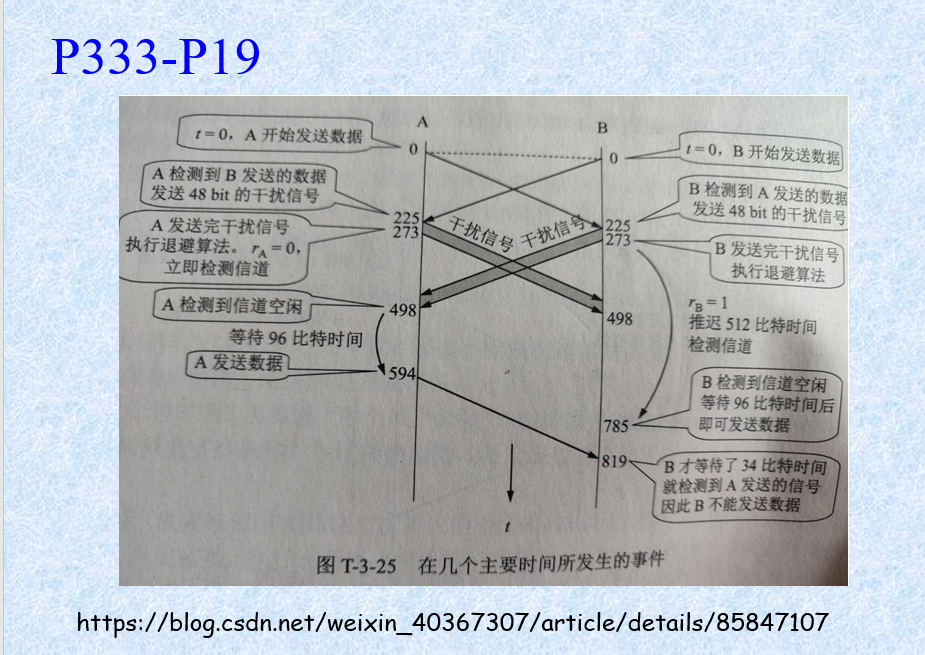 P333-P19
A
B
t=0，A 开始发送数据
0
0
t=0，B 开始发送数据
A 检测到 B 发送的数据
发送 48 bit 的干扰信号
B 检测到 A 发送的数据
发送 48 bit 的干扰信号
225
273
干扰信号
干扰信号
225
273
A 发送完干扰信号
执行退避算法。rA=0，
立即检测信道
B 发送完干扰信号
执行退避算法
A 检测到信道空闲
498
498
rB=1
推迟 512 比特时间
检测信道
等待 96 比特时间
A 发送数据
594
B 检测到信道空闲
等待 96 比特时间后
即可发送数据
785
819
B 才等待了 34 比特时间
就检测到 A 发送的信号
因此 B 不能发送数据
t
图 T-3-25 在几个主要时间所发生的事件
https://blog.csdn.net/weixin_40367307/article/details/85847107